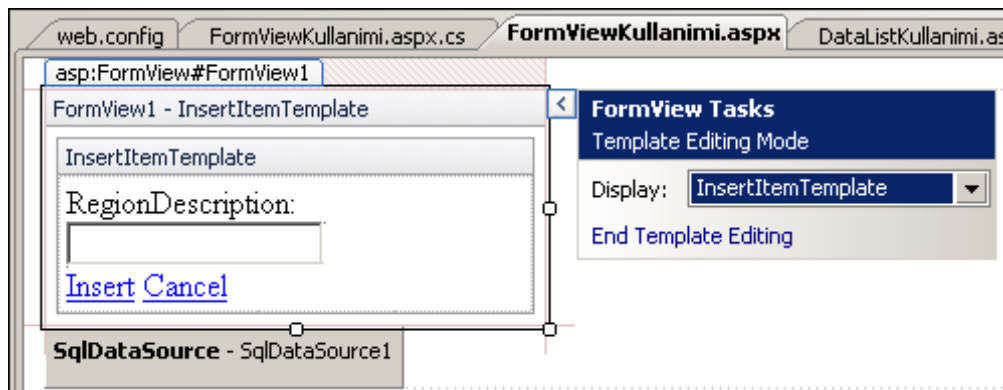 web.config FormViewKullanimi.aspx.cs FormViewKullanimi.aspx DataListKullanimi.as
asp:FormView#FormView1
FormView1 - InsertItemTemplate
InsertItemTemplate
RegionDescription:
Insert Cancel
SqlDataSource - SqlDataSource1
FormView Tasks
Template Editing Mode
Display: InsertItemTemplate
End Template Editing